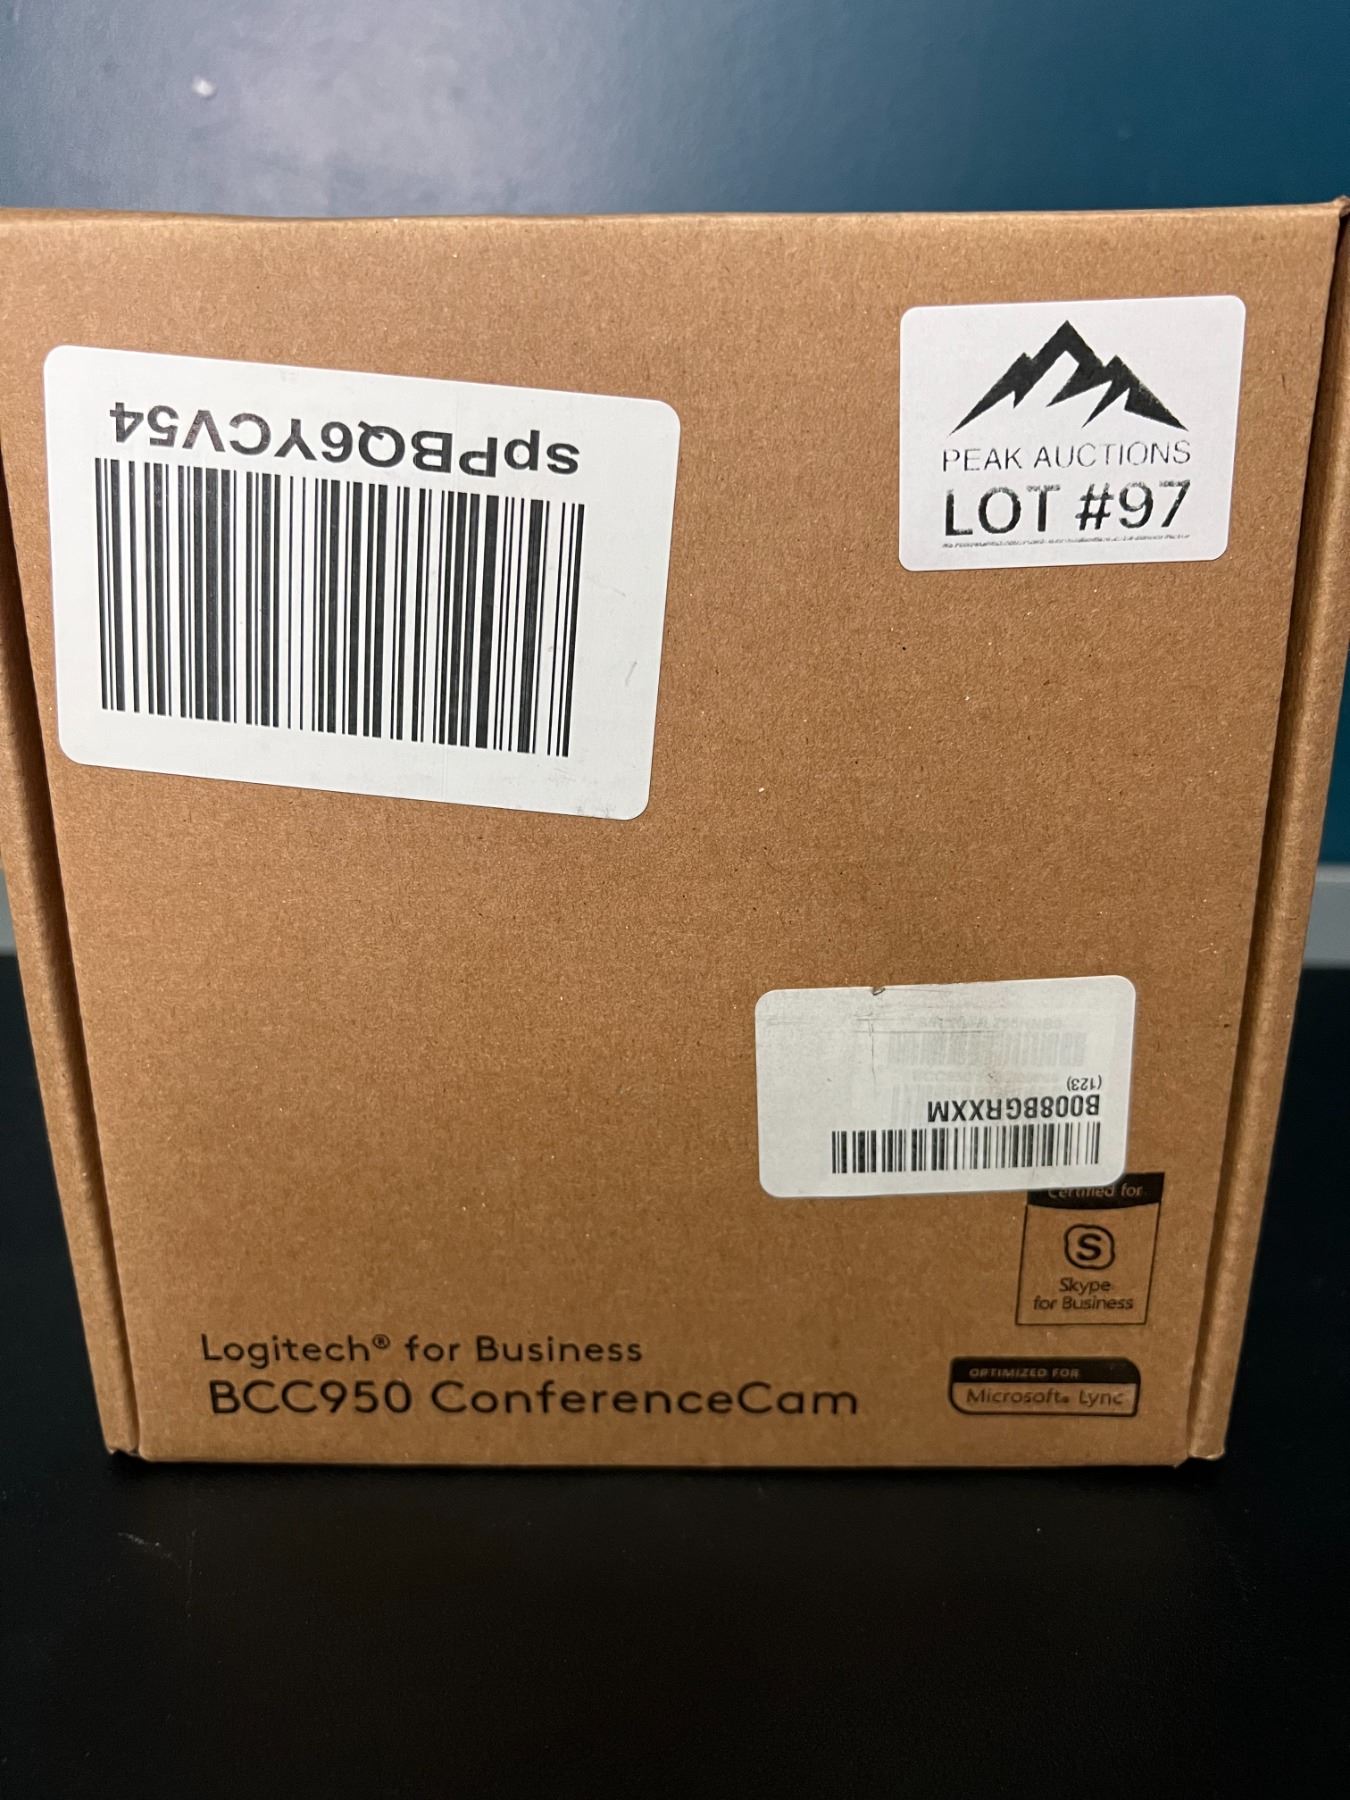 spPBQ6YCV54
PEAK AUCTIONS
LOT #97
(123)
B008BGRXXM
Certified for
S
Skype
for Business
Logitech® for Business
BCC950 ConferenceCam
OPTIMIZED FOR
Microsoft® Lync